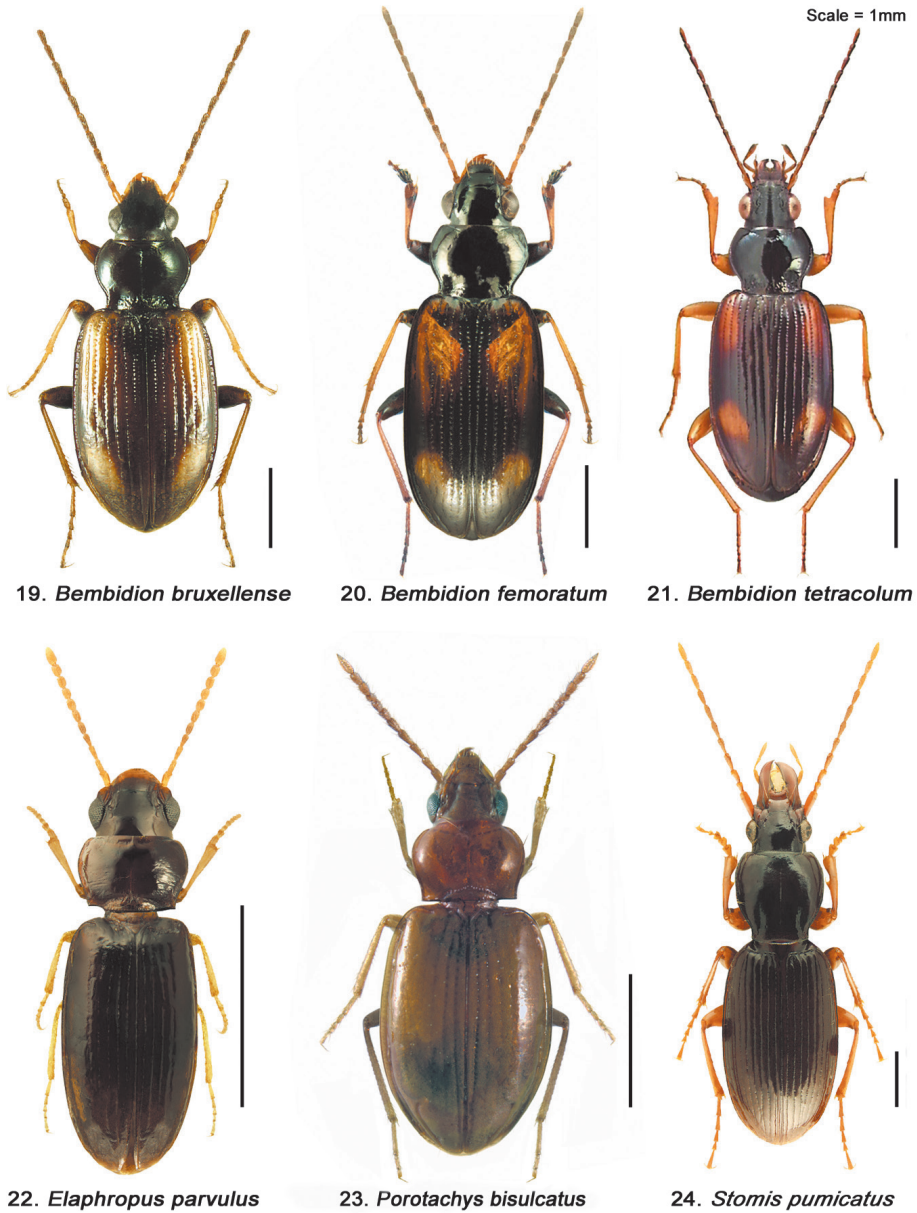 Scale = 1mm
19. Bembidion bruxellense
20. Bembidion femoratum
21. Bembidion tetracolum
22. Elaphropus parvulus
23. Porotachys bisulcatus
24. Stomis pumicatus